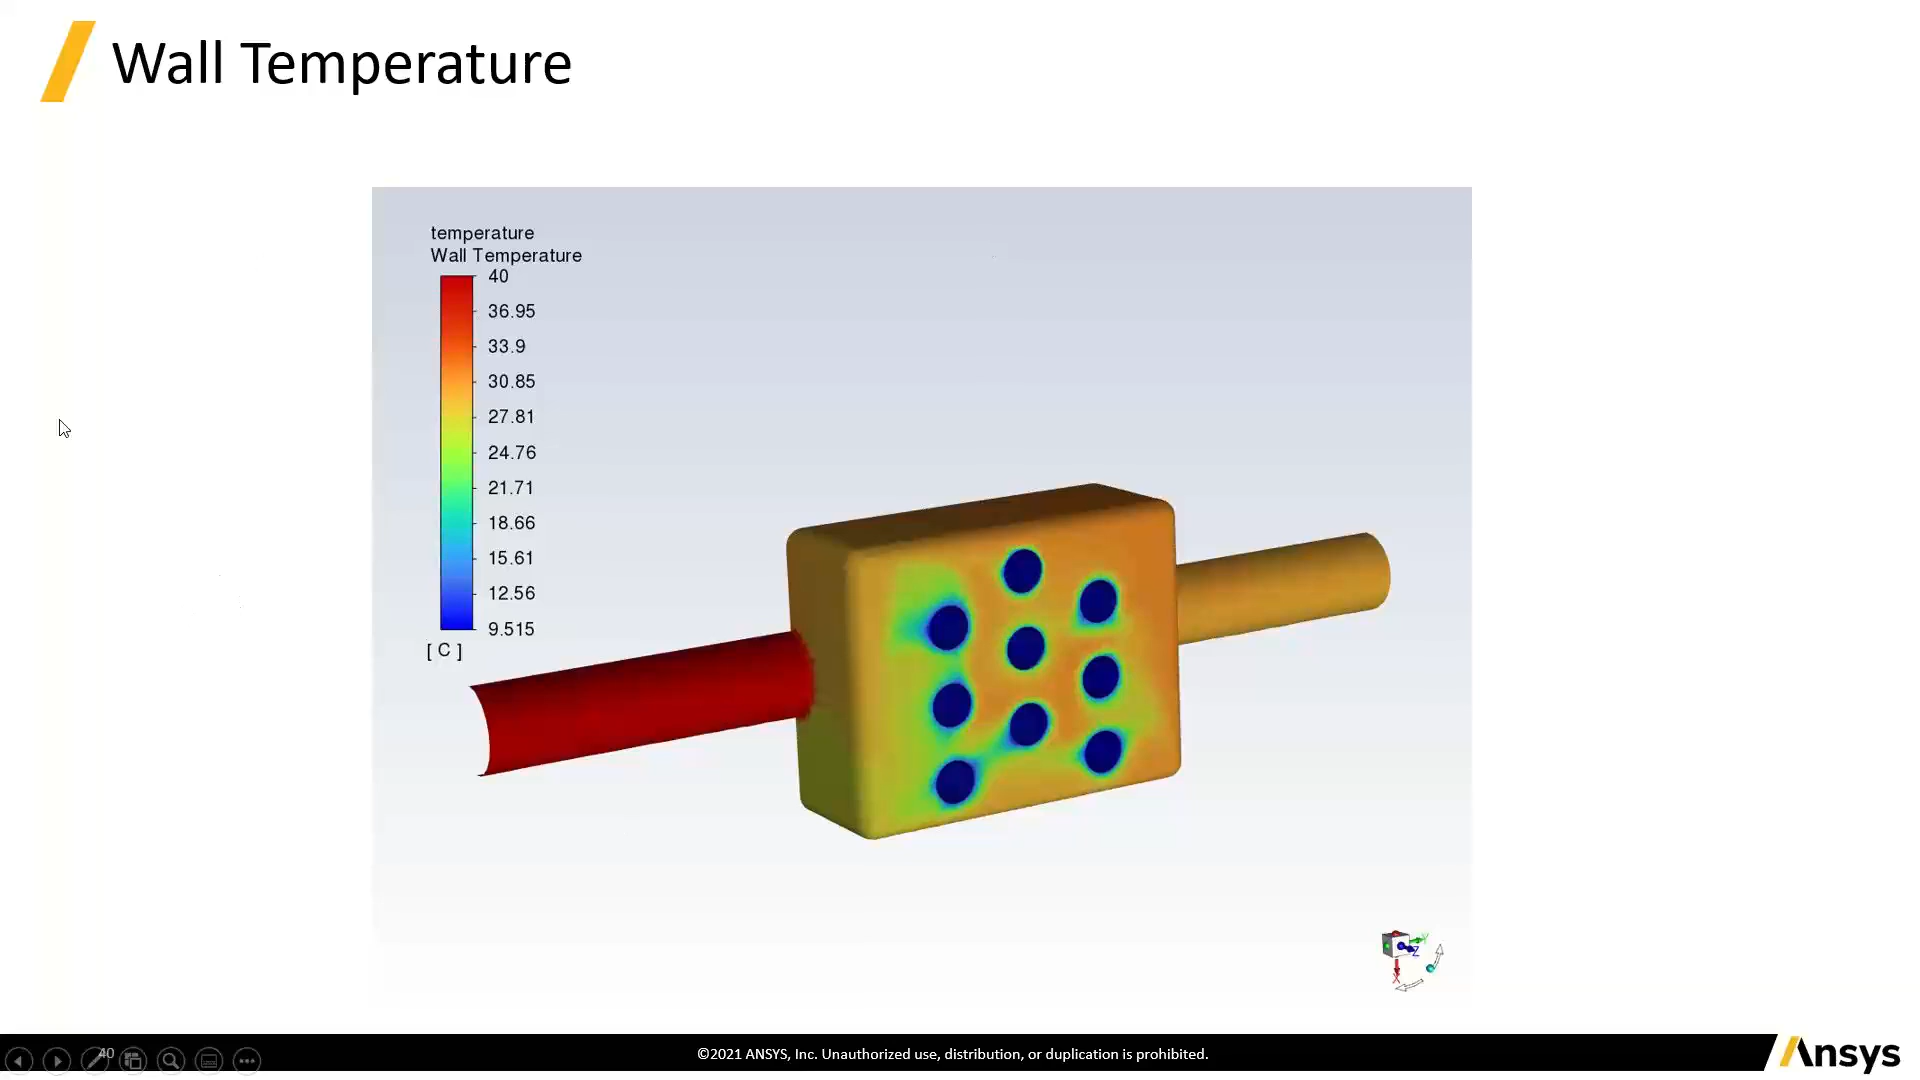 Wall Temperature
temperature
Wall Temperature
40
36.95
33.9
30.85
27.81
24.76
21.71
18.66
15.61
12.56
9.515
[ C ]
Y
Z
X
40
©2021 ANSYS, Inc. Unauthorized use, distribution, or duplication is prohibited.
Ansys